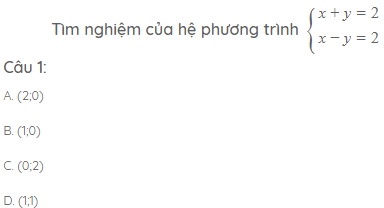 Tìm nghiệm của hệ phương trình { x + y = 2
x − y = 2
Câu 1:
A. (2;0)
B. (1;0)
C. (0;2)
D. (1;1)